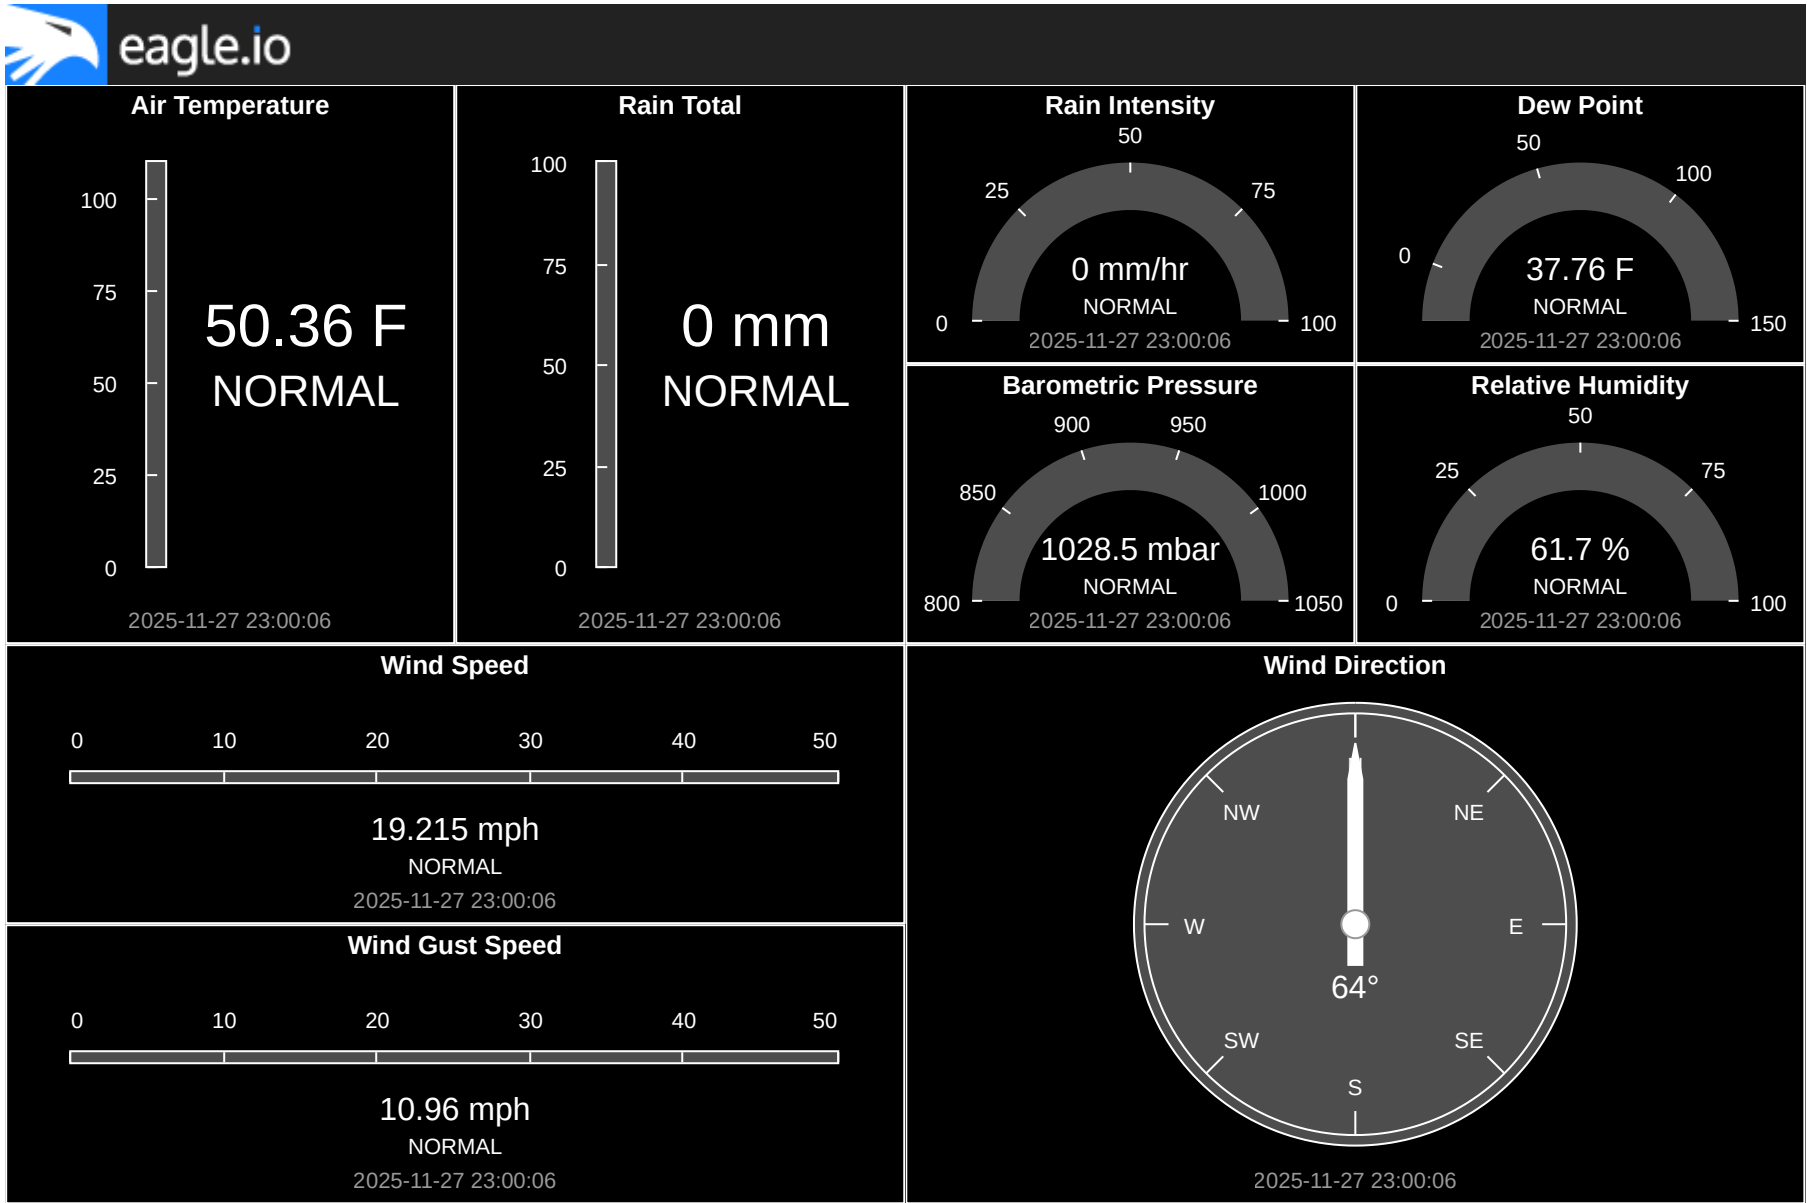 eagle.io
Air Temperature
100
75
50
25
0
50.36 F
NORMAL
2025-11-27 23:00:06
Rain Total
100
75
50
25
0
0 mm
NORMAL
2025-11-27 23:00:06
Rain Intensity
50
25
75
0
100
0 mm/hr
NORMAL
2025-11-27 23:00:06
Dew Point
50
100
0
150
37.76 F
NORMAL
2025-11-27 23:00:06
Barometric Pressure
900
950
850
1000
800
1050
1028.5 mbar
NORMAL
2025-11-27 23:00:06
Relative Humidity
50
25
75
0
100
61.7 %
NORMAL
2025-11-27 23:00:06
Wind Speed
0 10 20 30 40 50
19.215 mph
NORMAL
2025-11-27 23:00:06
Wind Gust Speed
0 10 20 30 40 50
10.96 mph
NORMAL
2025-11-27 23:00:06
Wind Direction
NW NE
W E
64°
SW SE
S
2025-11-27 23:00:06